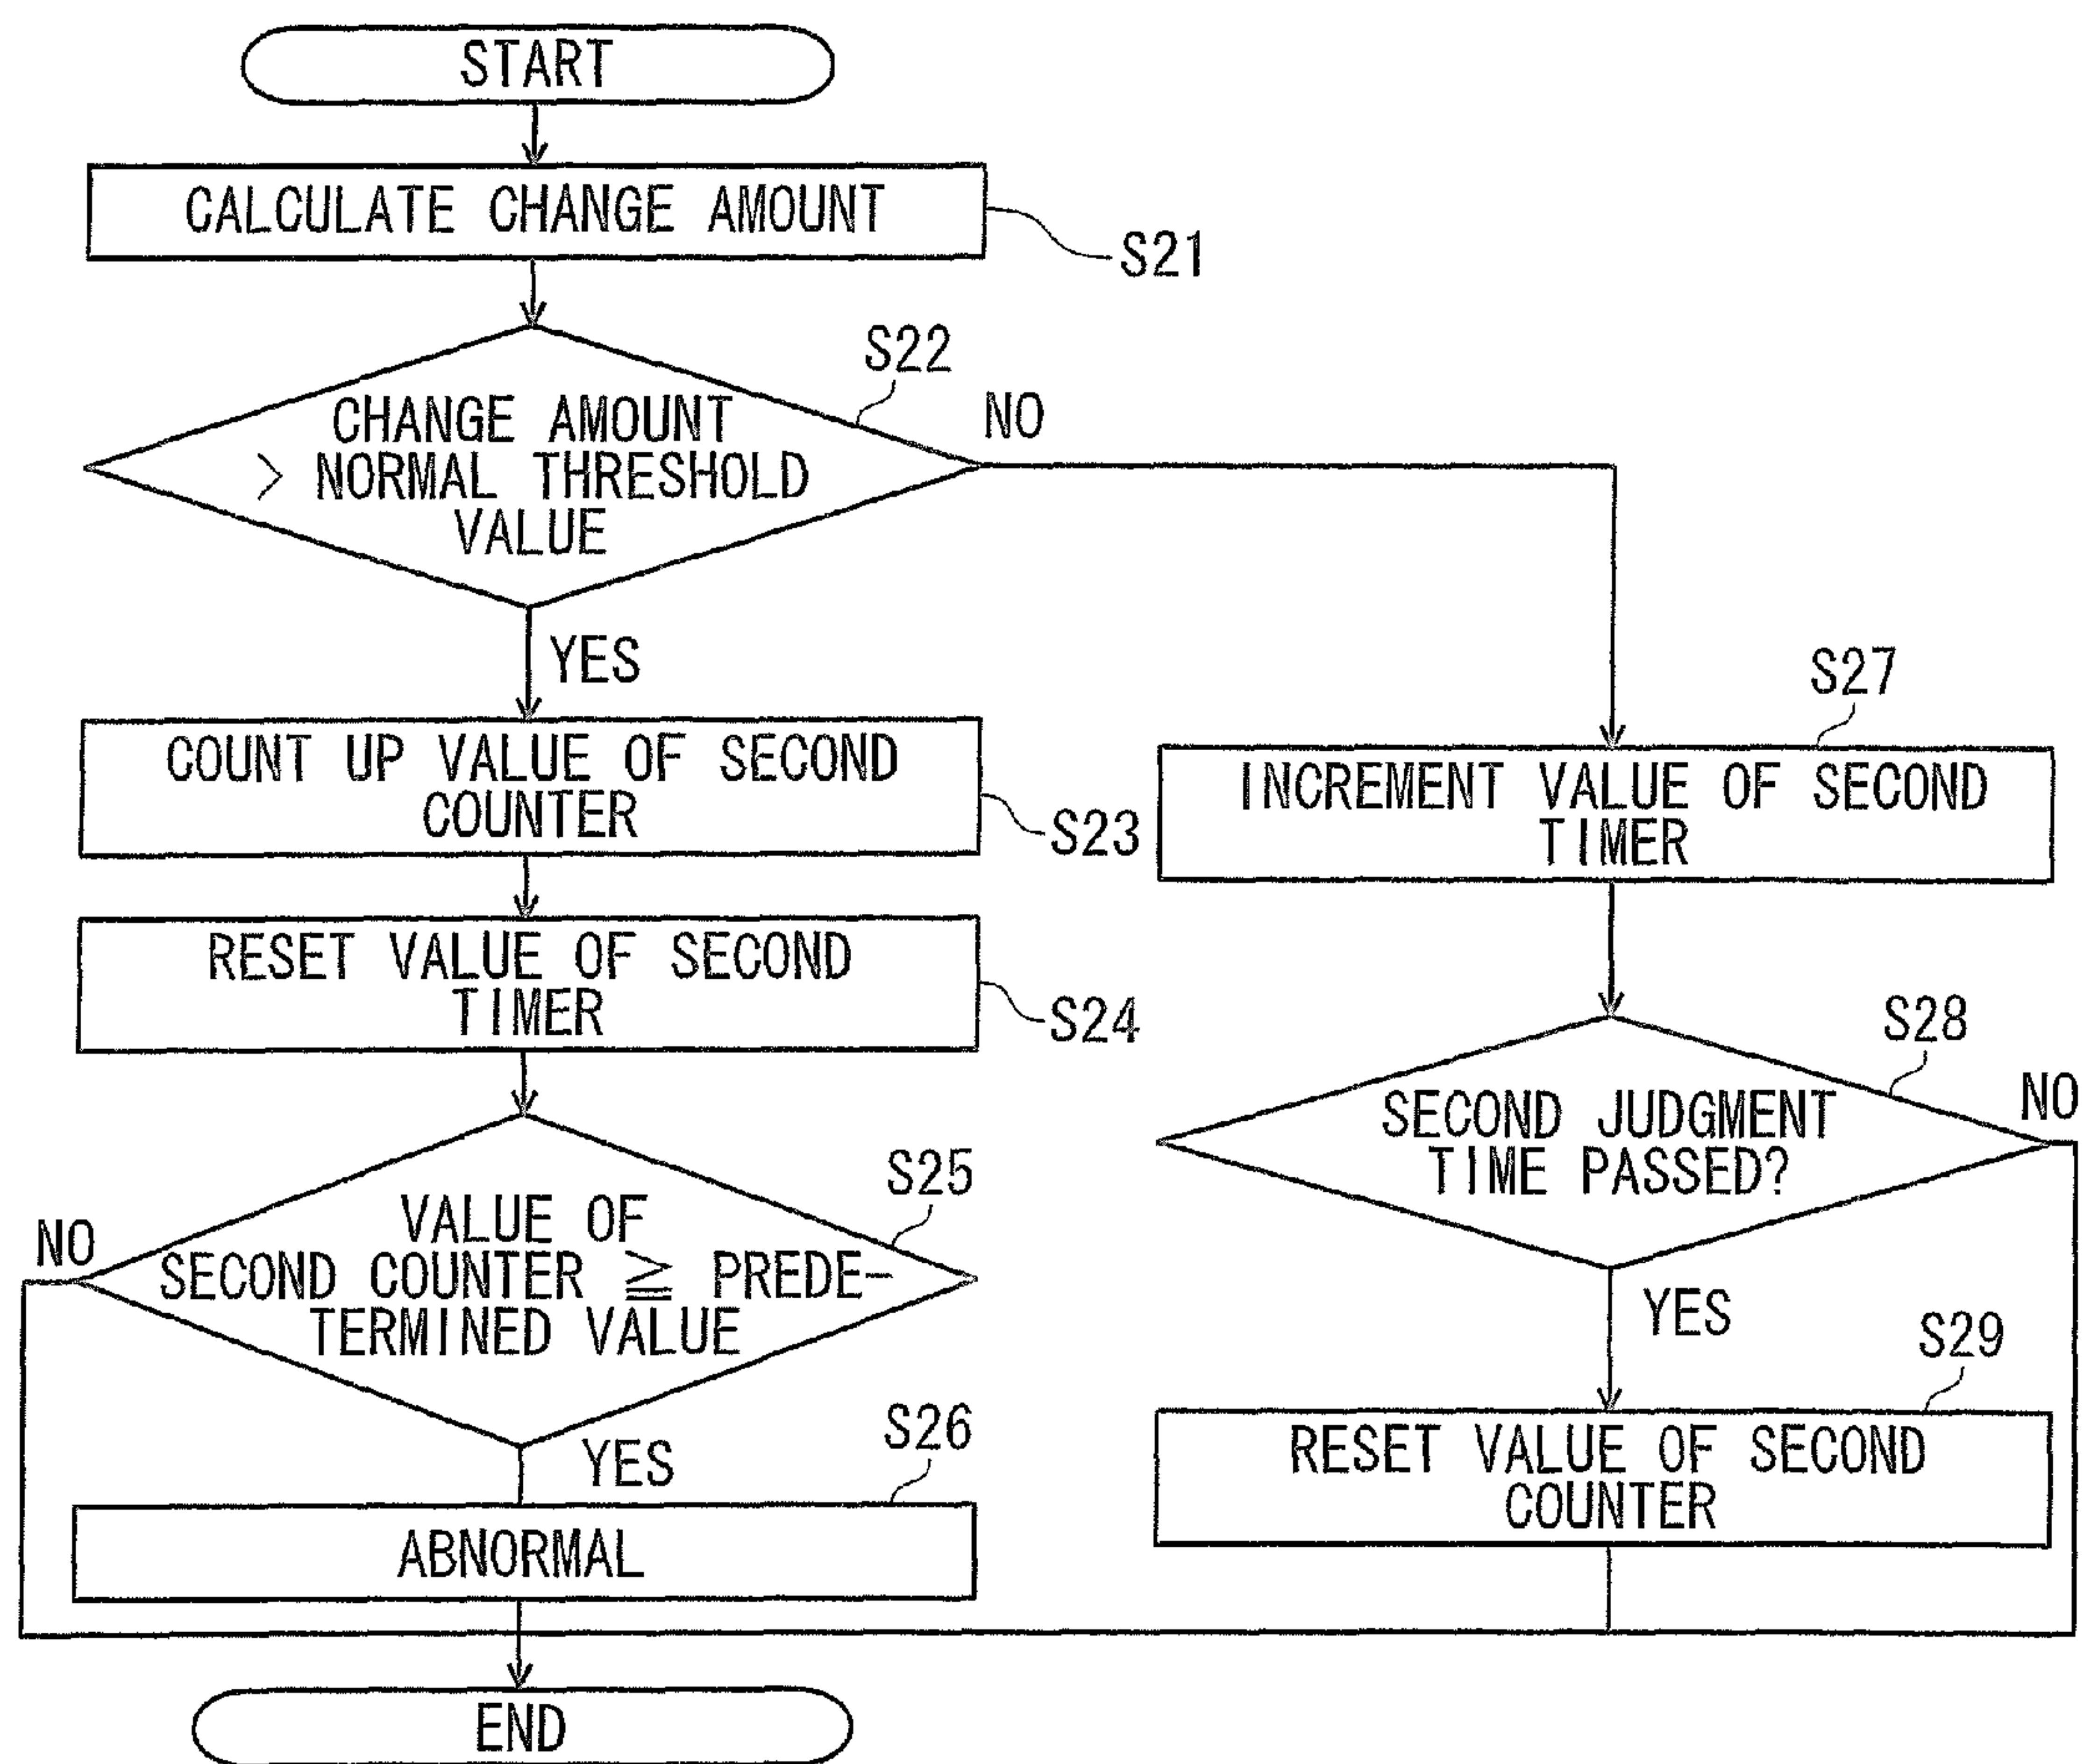 START
CALCULATE CHANGE AMOUNT
S21
S22
CHANGE AMOUNT
> NORMAL THRESHOLD
VALUE
NO
YES
COUNT UP VALUE OF SECOND
COUNTER
S23
RESET VALUE OF SECOND
TIMER
S24
S25
VALUE OF
SECOND COUNTER ≧ PREDE-
TERMINED VALUE
NO
YES
S26
ABNORMAL
S27
INCREMENT VALUE OF SECOND
TIMER
S28
SECOND JUDGMENT
TIME PASSED?
NO
YES
S29
RESET VALUE OF SECOND
COUNTER
END